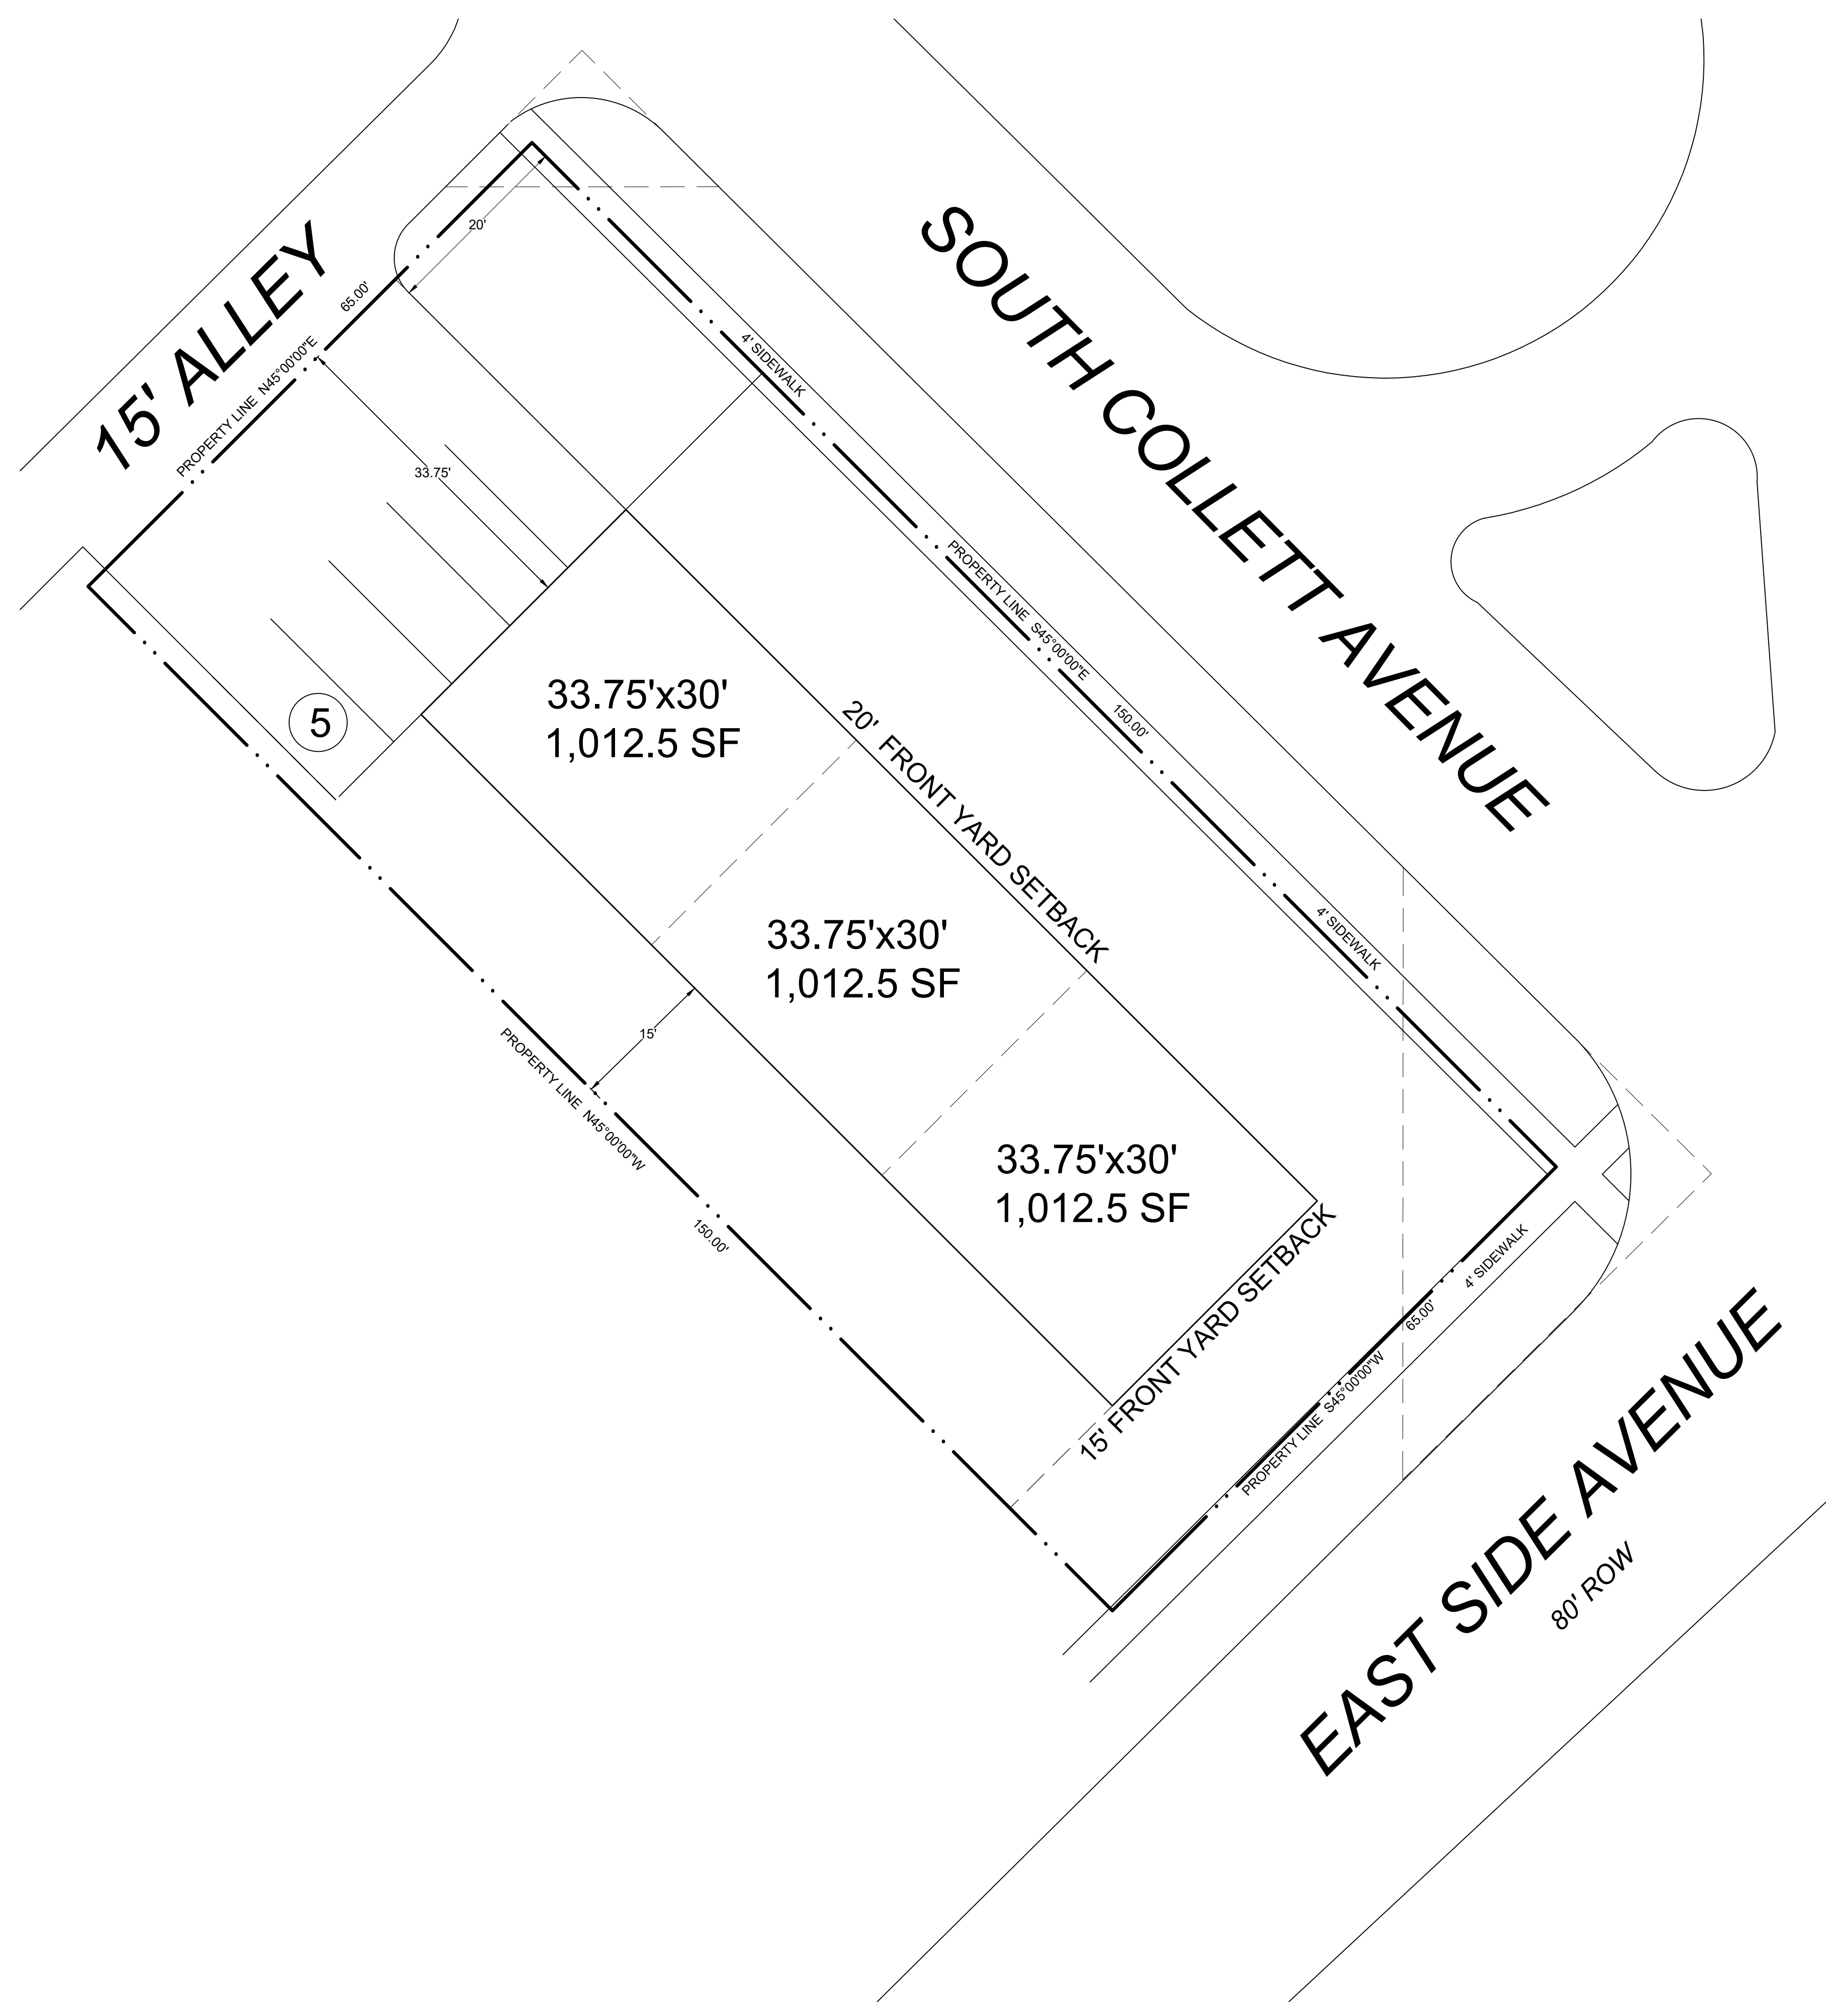 15' ALLEY
PROPERTY LINE N45°00'00"E
65.00'
20'
33.75'
5
SOUTH COLLETT AVENUE
4' SIDEWALK
PROPERTY LINE S45°00'00"E
150.00'
4' SIDEWALK
20' FRONT YARD SETBACK
33.75'x30'
1,012.5 SF
33.75'x30'
1,012.5 SF
33.75'x30'
1,012.5 SF
15'
PROPERTY LINE N45°00'00"W
150.00'
15' FRONT YARD SETBACK
PROPERTY LINE S45°00'00"W
65.00'
4' SIDEWALK
EAST SIDE AVENUE
80' ROW